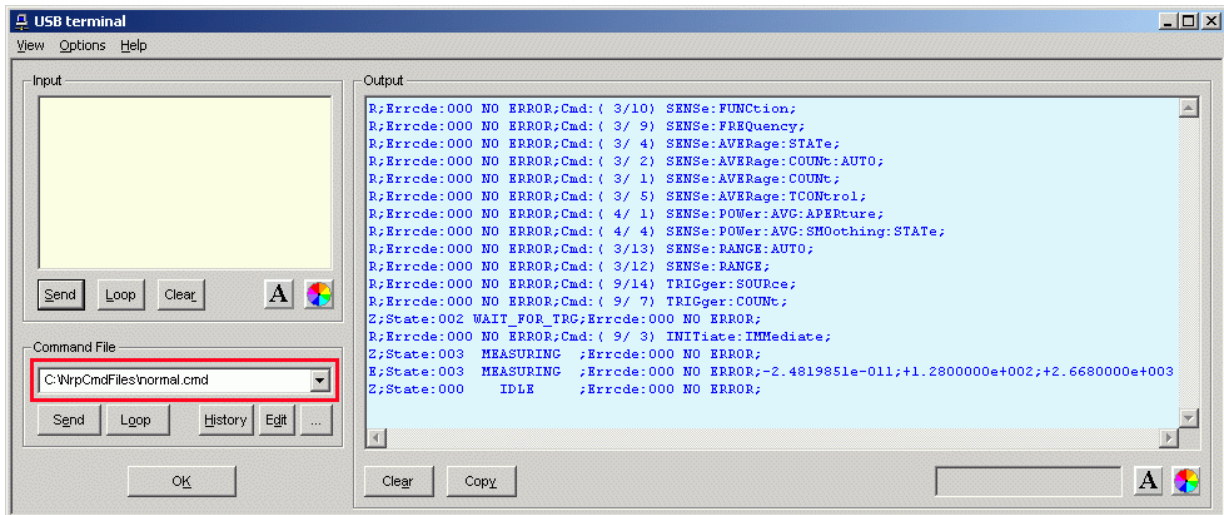 USB terminal
View Options Help
Input
Send Loop Clear A
Command File
C:\NrpCmdFiles\normal.cmd
Send Loop History Edit ...
OK
Output
R;Errcde:000 NO ERROR;Cmd:( 3/10) SENSe:FUNCtion;
R;Errcde:000 NO ERROR;Cmd:( 3/ 9) SENSe:FREQuency;
R;Errcde:000 NO ERROR;Cmd:( 3/ 4) SENSe:AVERage:STATe;
R;Errcde:000 NO ERROR;Cmd:( 3/ 2) SENSe:AVERage:COUNt:AUTO;
R;Errcde:000 NO ERROR;Cmd:( 3/ 1) SENSe:AVERage:COUNt;
R;Errcde:000 NO ERROR;Cmd:( 3/ 5) SENSe:AVERage:TCONtrol;
R;Errcde:000 NO ERROR;Cmd:( 4/ 1) SENSe:POWer:AVG:APERture;
R;Errcde:000 NO ERROR;Cmd:( 4/ 4) SENSe:POWer:AVG:SMOothing:STATe;
R;Errcde:000 NO ERROR;Cmd:( 3/13) SENSe:RANGE:AUTO;
R;Errcde:000 NO ERROR;Cmd:( 3/12) SENSe:RANGE;
R;Errcde:000 NO ERROR;Cmd:( 9/14) TRIGger:SOURce;
R;Errcde:000 NO ERROR;Cmd:( 9/ 7) TRIGger:COUNt;
Z;State:002 WAIT_FOR_TRG;Errcde:000 NO ERROR;
R;Errcde:000 NO ERROR;Cmd:( 9/ 3) INITiate:IMMediate;
Z;State:003  MEASURING  ;Errcde:000 NO ERROR;
E;State:003  MEASURING  ;Errcde:000 NO ERROR;-2.4819851e-011;+1.2800000e+002;+2.6680000e+003
Z;State:000    IDLE     ;Errcde:000 NO ERROR;
Clear Copy A